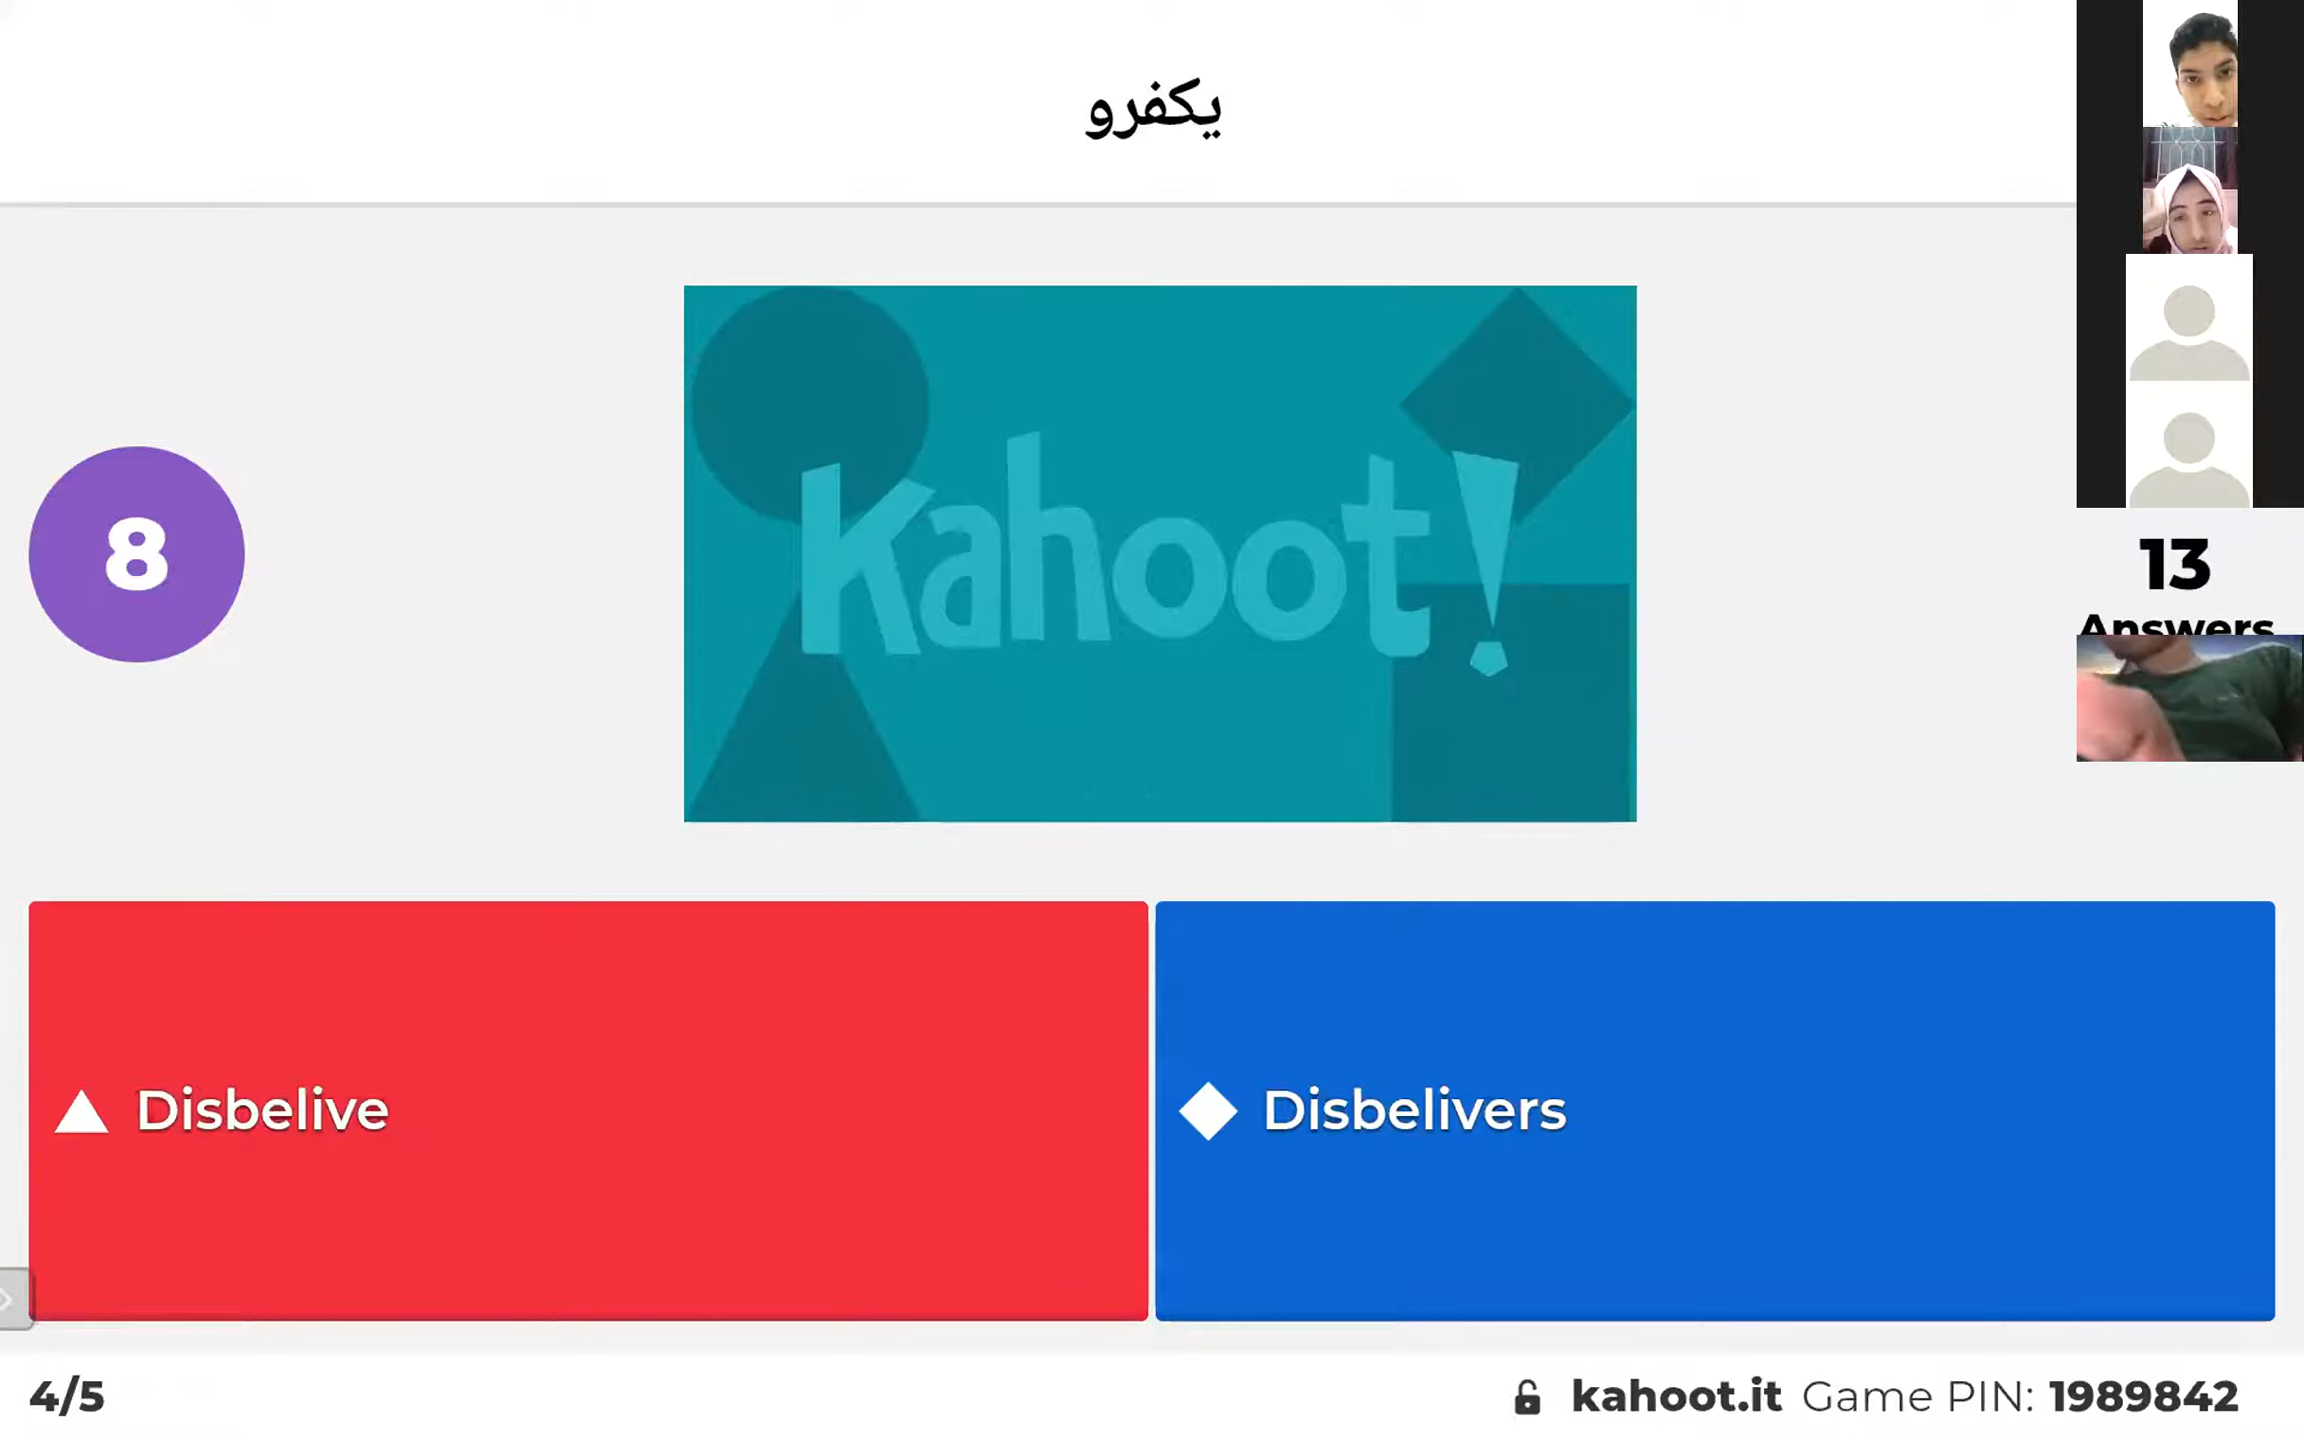 يكفرو
8
Kahoot!
13
Answers
Disbelive
Disbelivers
4/5
kahoot.it Game PIN: 1989842